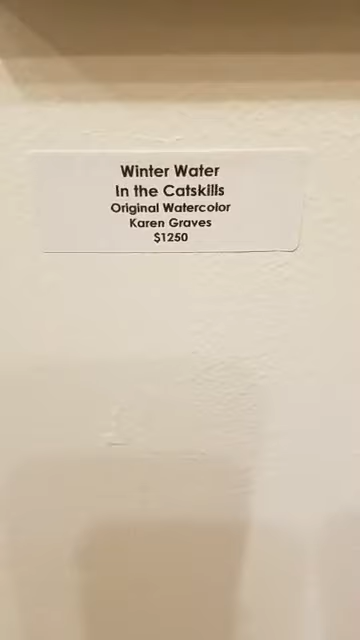 Winter Water
In the Catskills
Original Watercolor
Karen Graves
$1250